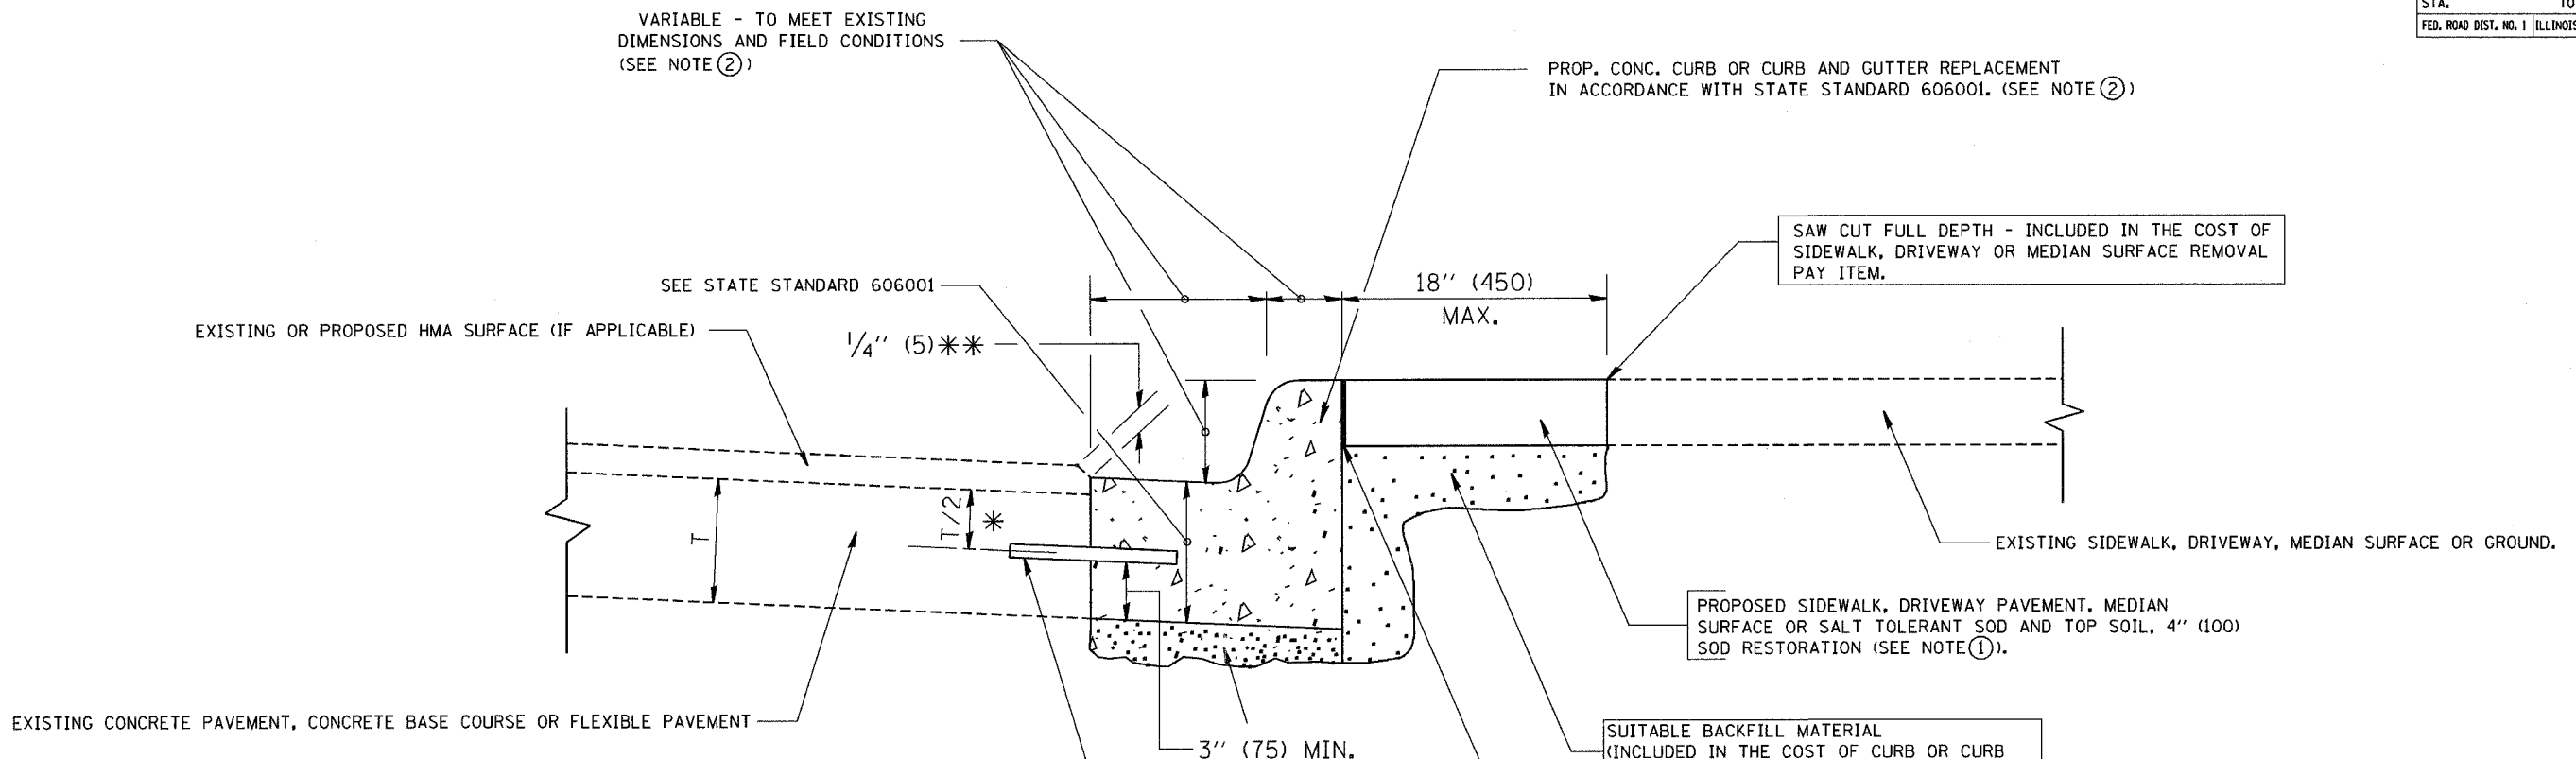 STA.
TO
FED. ROAD DIST. NO. 1 ILLINOIS
VARIABLE - TO MEET EXISTING
DIMENSIONS AND FIELD CONDITIONS
(SEE NOTE ②)
PROP. CONC. CURB OR CURB AND GUTTER REPLACEMENT
IN ACCORDANCE WITH STATE STANDARD 606001. (SEE NOTE ②)
SAW CUT FULL DEPTH - INCLUDED IN THE COST OF
SIDEWALK, DRIVEWAY OR MEDIAN SURFACE REMOVAL
PAY ITEM.
SEE STATE STANDARD 606001
18'' (450)
MAX.
EXISTING OR PROPOSED HMA SURFACE (IF APPLICABLE)
1/4'' (5)**
T
T/2
*
EXISTING SIDEWALK, DRIVEWAY, MEDIAN SURFACE OR GROUND.
PROPOSED SIDEWALK, DRIVEWAY PAVEMENT, MEDIAN
SURFACE OR SALT TOLERANT SOD AND TOP SOIL, 4'' (100)
SOD RESTORATION (SEE NOTE ①).
EXISTING CONCRETE PAVEMENT, CONCRETE BASE COURSE OR FLEXIBLE PAVEMENT
3'' (75) MIN.
SUITABLE BACKFILL MATERIAL
(INCLUDED IN THE COST OF CURB OR CURB